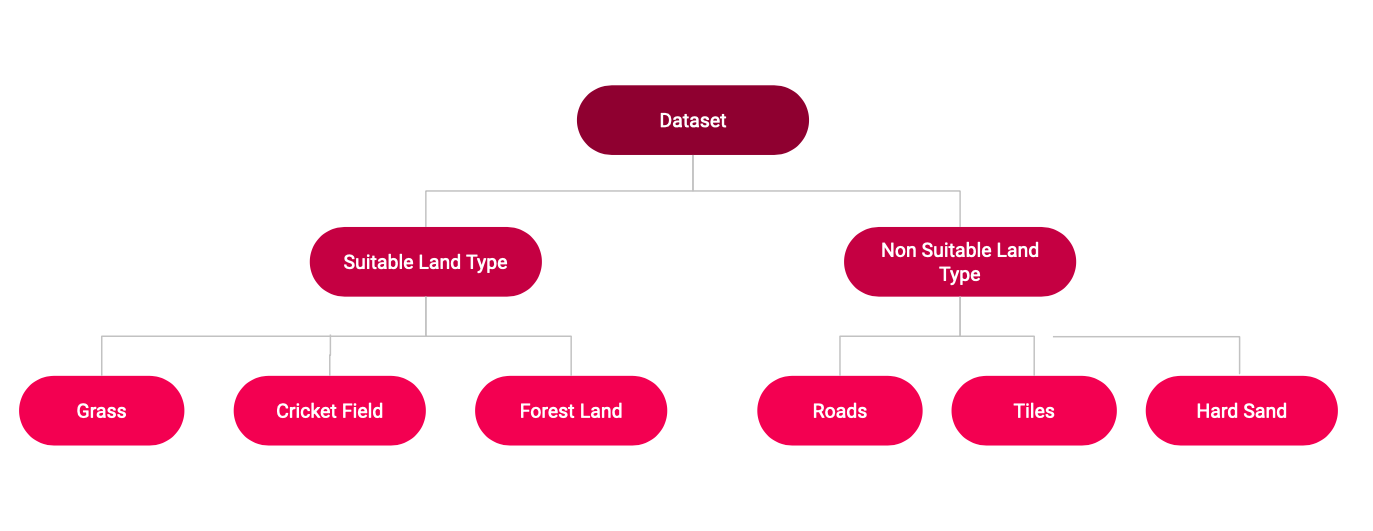 Dataset
Suitable Land Type
Non Suitable Land
Type
Grass
Cricket Field
Forest Land
Roads
Tiles
Hard Sand